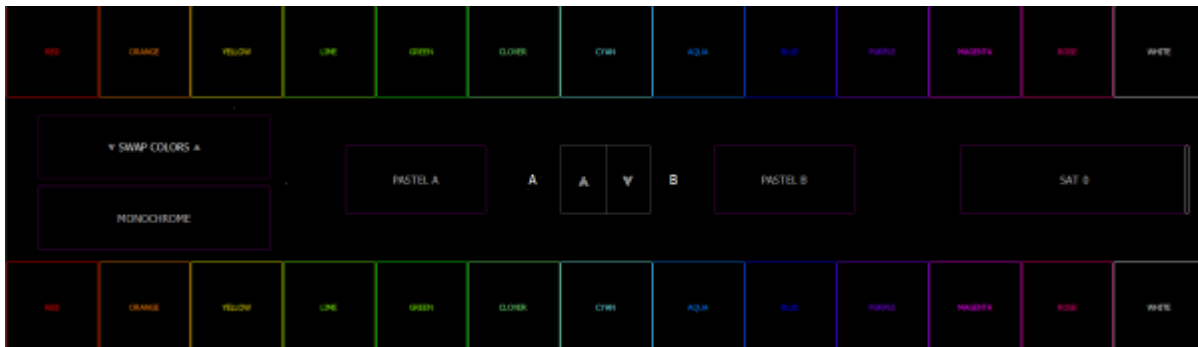 RED ORANGE YELLOW LIME GREEN CLOVER CYAN AQUA BLUE PURPLE MAGENTA ROSE WHITE
▼ SWAP COLORS ▲
PASTEL A A ▲ ▼ B PASTEL B SAT 0
MONOCHROME
RED ORANGE YELLOW LIME GREEN CLOVER CYAN AQUA BLUE PURPLE MAGENTA ROSE WHITE